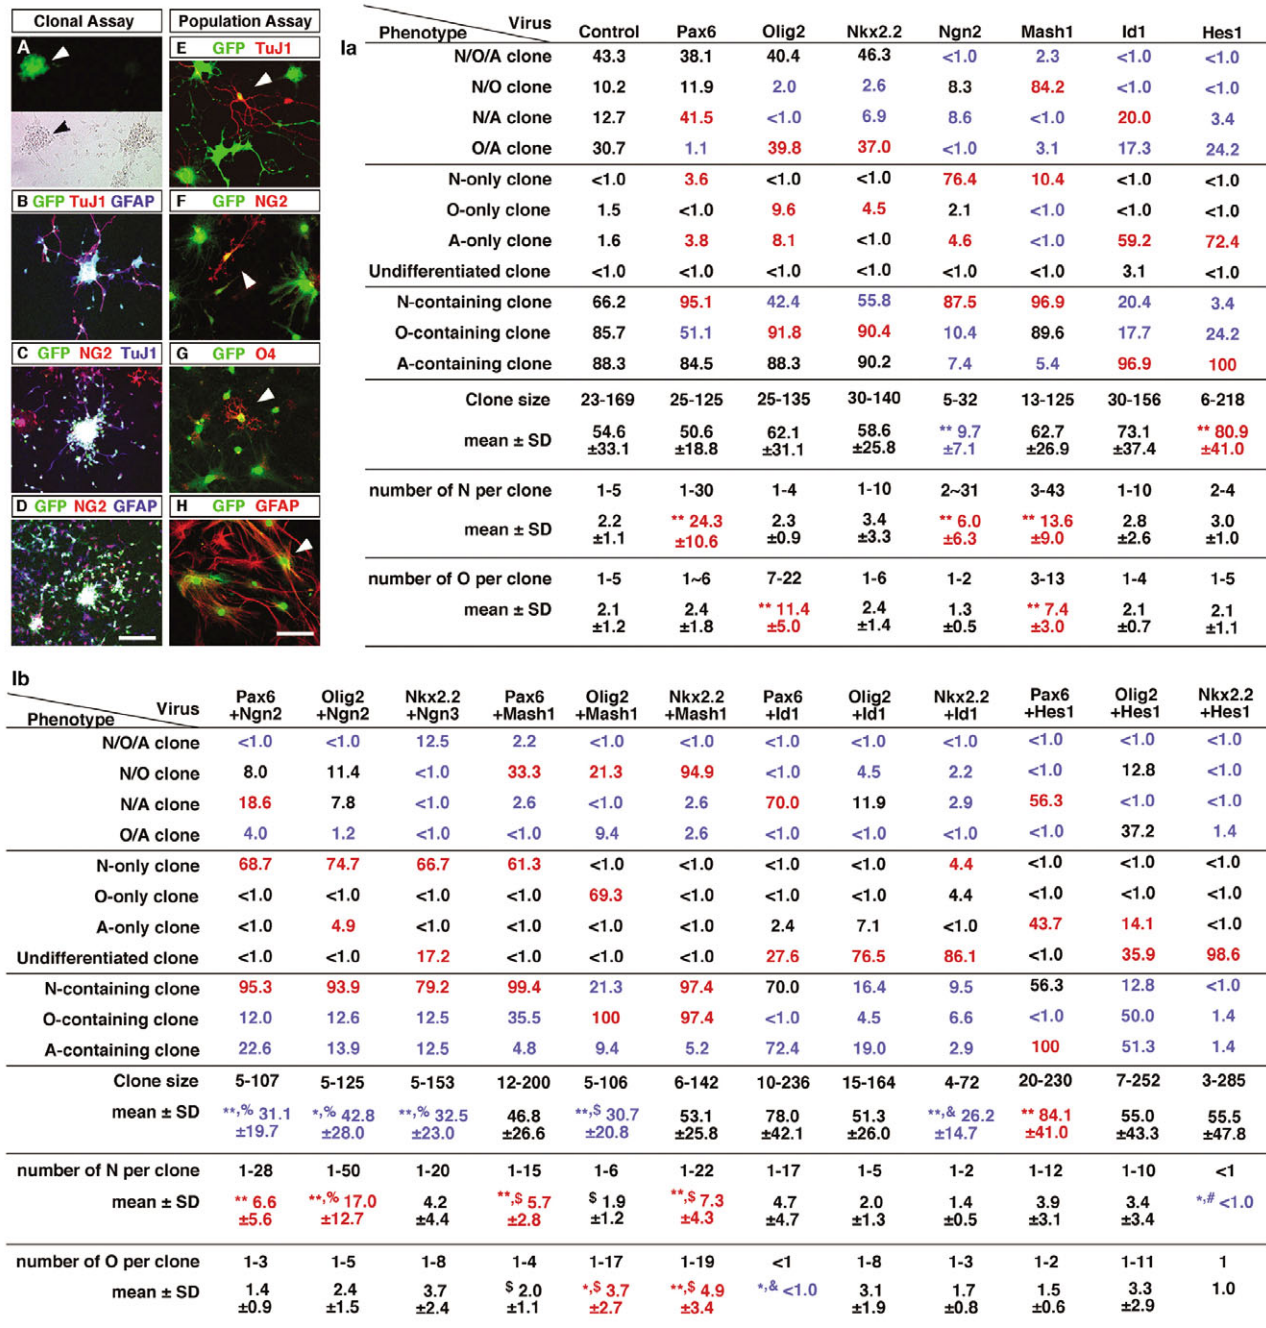 Clonal Assay
Population Assay
A
E GFP TuJ1
B GFP TuJ1 GFAP
F GFP NG2
C GFP NG2 TuJ1
G GFP O4
D GFP NG2 GFAP
H GFP GFAP
Ia
Phenotype Virus Control Pax6 Olig2 Nkx2.2 Ngn2 Mash1 Id1 Hes1
N/O/A clone 43.3 38.1 40.4 46.3 <1.0 2.3 <1.0 <1.0
N/O clone 10.2 11.9 2.0 2.6 8.3 84.2 <1.0 <1.0
N/A clone 12.7 41.5 <1.0 6.9 8.6 <1.0 20.0 3.4
O/A clone 30.7 1.1 39.8 37.0 <1.0 3.1 17.3 24.2
N-only clone <1.0 3.6 <1.0 <1.0 76.4 10.4 <1.0 <1.0
O-only clone 1.5 <1.0 9.6 4.5 2.1 <1.0 <1.0 <1.0
A-only clone 1.6 3.8 8.1 <1.0 4.6 <1.0 59.2 72.4
Undifferentiated clone <1.0 <1.0 <1.0 <1.0 <1.0 <1.0 3.1 <1.0
N-containing clone 66.2 95.1 42.4 55.8 87.5 96.9 20.4 3.4
O-containing clone 85.7 51.1 91.8 90.4 10.4 89.6 17.7 24.2
A-containing clone 88.3 84.5 88.3 90.2 7.4 5.4 96.9 100
Clone size 23-169 25-125 25-135 30-140 5-32 13-125 30-156 6-218
mean ± SD 54.6 50.6 62.1 58.6 ** 9.7 62.7 73.1 ** 80.9
±33.1 ±18.8 ±31.1 ±25.8 ±7.1 ±26.9 ±37.4 ±41.0
number of N per clone 1-5 1-30 1-4 1-10 2~31 3-43 1-10 2-4
mean ± SD 2.2 ** 24.3 2.3 3.4 ** 6.0 ** 13.6 2.8 3.0
±1.1 ±10.6 ±0.9 ±3.3 ±6.3 ±9.0 ±2.6 ±1.0
number of O per clone 1-5 1~6 7-22 1-6 1-2 3-13 1-4 1-5
mean ± SD 2.1 2.4 ** 11.4 2.4 1.3 ** 7.4 2.1 2.1
±1.2 ±1.8 ±5.0 ±1.4 ±0.5 ±3.0 ±0.7 ±1.1
Ib
Phenotype Virus Pax6 Olig2 Nkx2.2 Pax6 Olig2 Nkx2.2 Pax6 Olig2 Nkx2.2 Pax6 Olig2 Nkx2.2
+Ngn2 +Ngn2 +Ngn3 +Mash1 +Mash1 +Mash1 +Id1 +Id1 +Id1 +Hes1 +Hes1 +Hes1
N/O/A clone <1.0 <1.0 12.5 2.2 <1.0 <1.0 <1.0 <1.0 <1.0 <1.0 <1.0 <1.0
N/O clone 8.0 11.4 <1.0 33.3 21.3 94.9 <1.0 4.5 2.2 <1.0 12.8 <1.0
N/A clone 18.6 7.8 <1.0 2.6 <1.0 2.6 70.0 11.9 2.9 56.3 <1.0 <1.0
O/A clone 4.0 1.2 <1.0 <1.0 9.4 2.6 <1.0 <1.0 <1.0 <1.0 37.2 1.4
N-only clone 68.7 74.7 66.7 61.3 <1.0 <1.0 <1.0 <1.0 4.4 <1.0 <1.0 <1.0
O-only clone <1.0 <1.0 <1.0 <1.0 69.3 <1.0 <1.0 <1.0 4.4 <1.0 <1.0 <1.0
A-only clone <1.0 4.9 <1.0 <1.0 <1.0 <1.0 2.4 7.1 <1.0 43.7 14.1 <1.0
Undifferentiated clone <1.0 <1.0 17.2 <1.0 <1.0 <1.0 27.6 76.5 86.1 <1.0 35.9 98.6
N-containing clone 95.3 93.9 79.2 99.4 21.3 97.4 70.0 16.4 9.5 56.3 12.8 <1.0
O-containing clone 12.0 12.6 12.5 35.5 100 97.4 <1.0 4.5 6.6 <1.0 50.0 1.4
A-containing clone 22.6 13.9 12.5 4.8 9.4 5.2 72.4 19.0 2.9 100 51.3 1.4
Clone size 5-107 5-125 5-153 12-200 5-106 6-142 10-236 15-164 4-72 20-230 7-252 3-285
mean ± SD **,% 31.1 *,% 42.8 **,% 32.5 46.8 **,$ 30.7 53.1 78.0 51.3 **,& 26.2 ** 84.1 55.0 55.5
±19.7 ±28.0 ±23.0 ±26.6 ±20.8 ±25.8 ±42.1 ±26.0 ±14.7 ±41.0 ±43.3 ±47.8
number of N per clone 1-28 1-50 1-20 1-15 1-6 1-22 1-17 1-5 1-2 1-12 1-10 <1
mean ± SD ** 6.6 **,% 17.0 4.2 **,$ 5.7 $ 1.9 **,$ 7.3 4.7 2.0 1.4 3.9 3.4 *,# <1.0
±5.6 ±12.7 ±4.4 ±2.8 ±1.2 ±4.3 ±4.7 ±1.3 ±0.5 ±3.1 ±3.4
number of O per clone 1-3 1-5 1-8 1-4 1-17 1-19 <1 1-8 1-3 1-2 1-11 1
mean ± SD 1.4 2.4 3.7 $ 2.0 *,$ 3.7 **,$ 4.9 *,& <1.0 3.1 1.7 1.5 3.3 1.0
±0.9 ±1.5 ±2.4 ±1.1 ±2.7 ±3.4 ±1.9 ±0.8 ±0.6 ±2.9